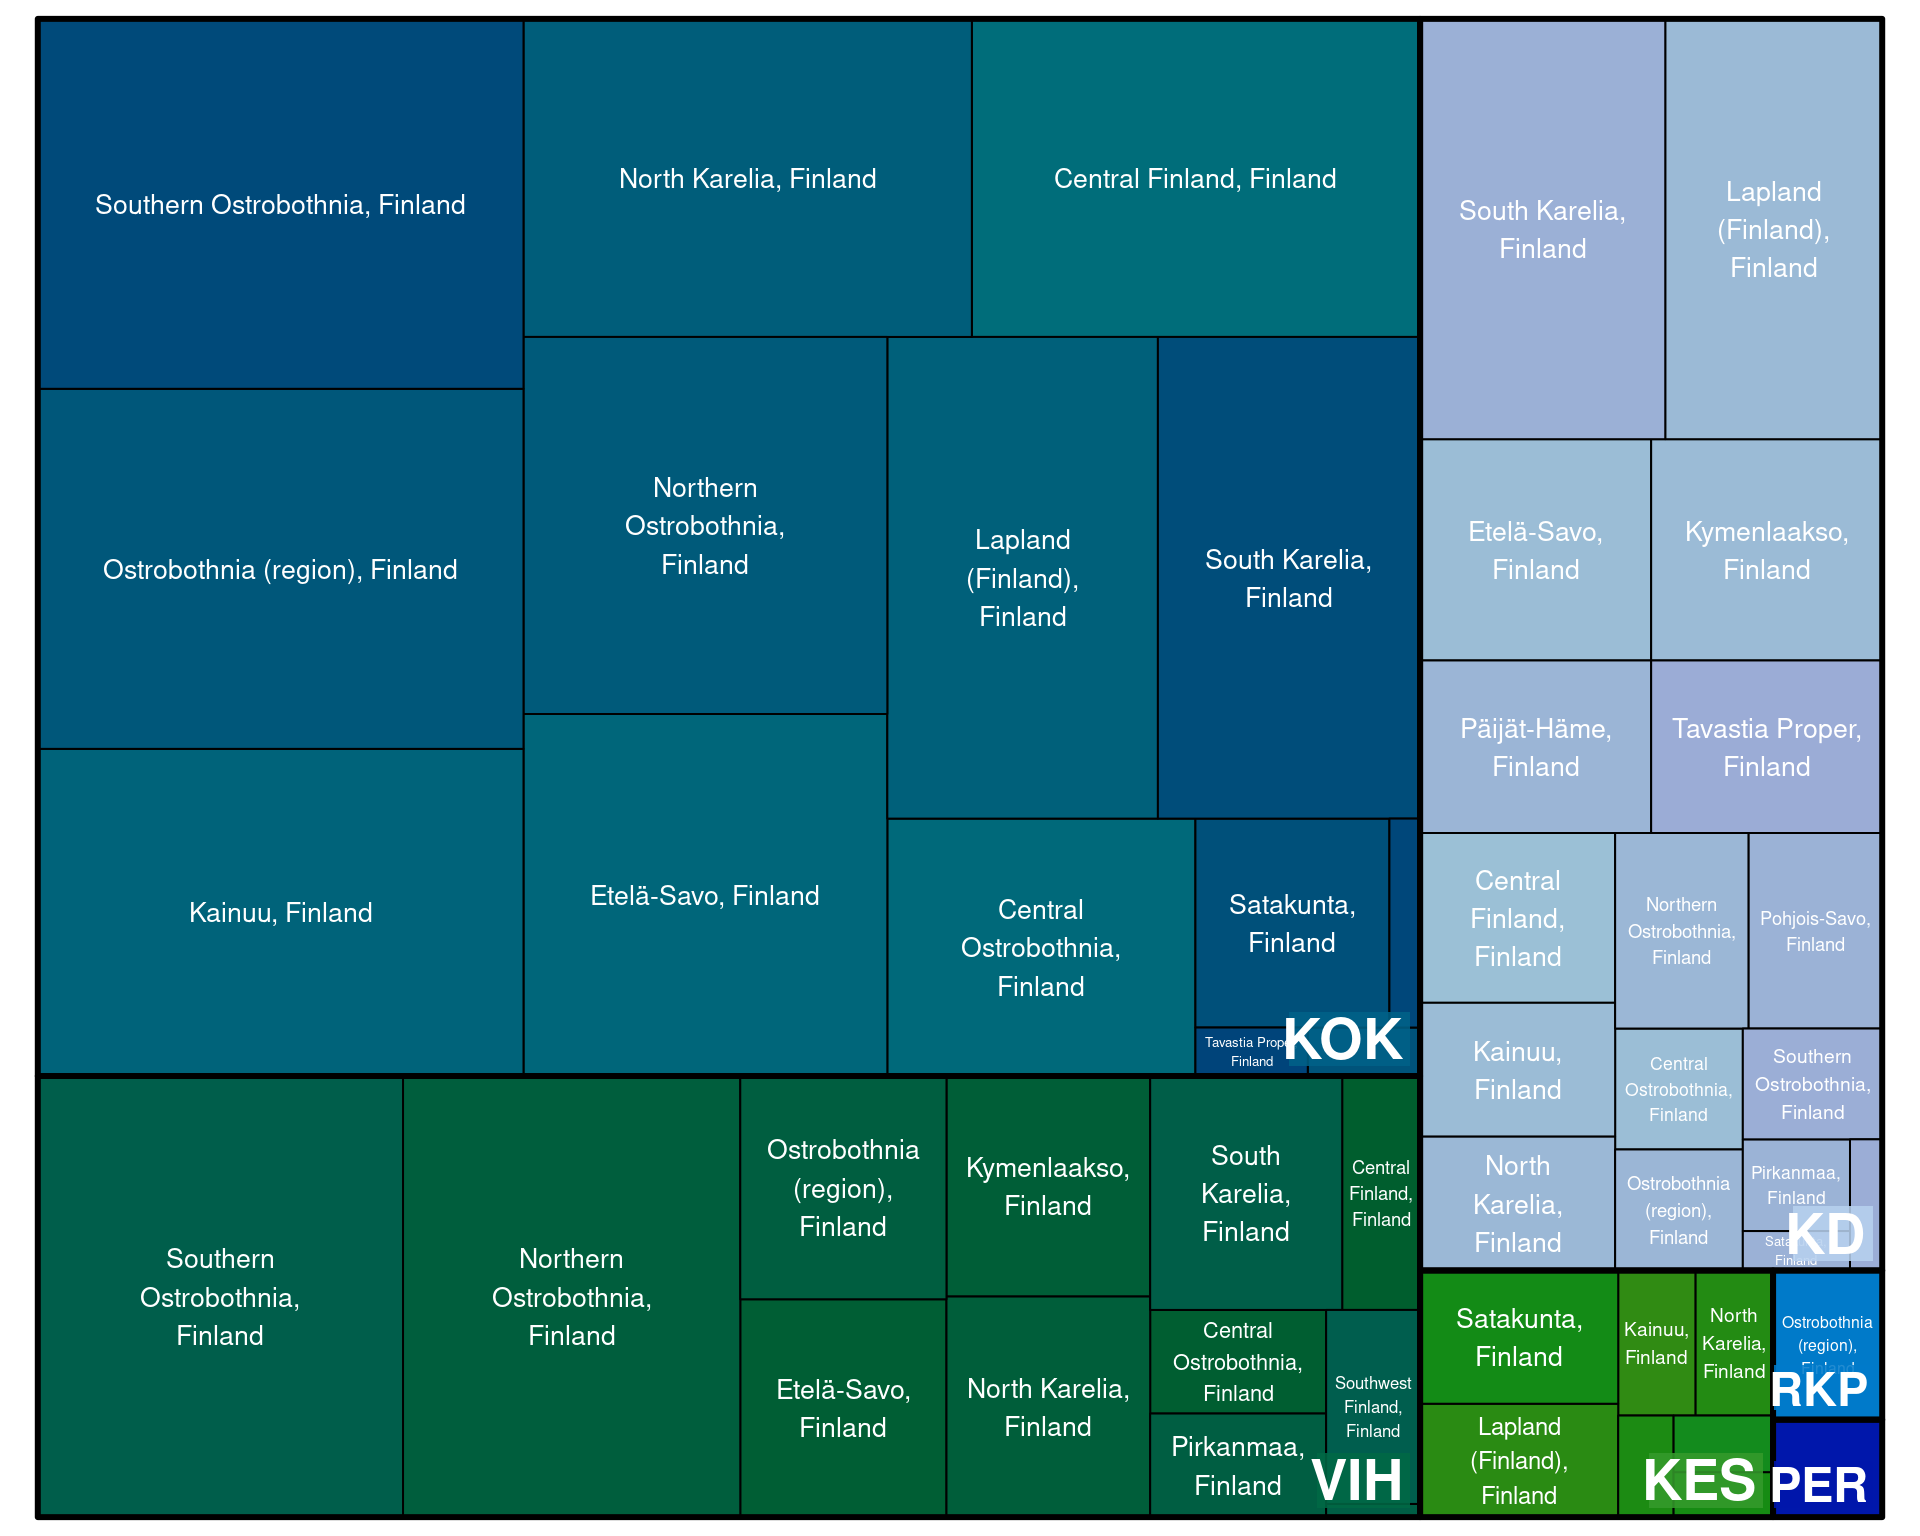 Southern Ostrobothnia, Finland
North Karelia, Finland
Central Finland, Finland
Ostrobothnia (region), Finland
Northern
Ostrobothnia,
Finland
Lapland
(Finland),
Finland
South Karelia,
Finland
Kainuu, Finland
Etelä-Savo, Finland
Central
Ostrobothnia,
Finland
Satakunta,
Finland
Tavastia Prope
Finland
KOK
Southern
Ostrobothnia,
Finland
Northern
Ostrobothnia,
Finland
Ostrobothnia
(region),
Finland
Kymenlaakso,
Finland
South
Karelia,
Finland
Central
Finland,
Finland
Etelä-Savo,
Finland
North Karelia,
Finland
Central
Ostrobothnia,
Finland
Southwest
Finland,
Finland
Pirkanmaa,
Finland
VIH
South Karelia,
Finland
Lapland
(Finland),
Finland
Etelä-Savo,
Finland
Kymenlaakso,
Finland
Päijät-Häme,
Finland
Tavastia Proper,
Finland
Central
Finland,
Finland
Northern
Ostrobothnia,
Finland
Pohjois-Savo,
Finland
Kainuu,
Finland
Central
Ostrobothnia,
Finland
Southern
Ostrobothnia,
Finland
North
Karelia,
Finland
Ostrobothnia
(region),
Finland
Pirkanmaa,
Finland
Finland
KD
Satakunta,
Finland
Kainuu,
Finland
North
Karelia,
Finland
Lapland
(Finland),
Finland
KES
Ostrobothnia
(region),
Finland
RKP
PER